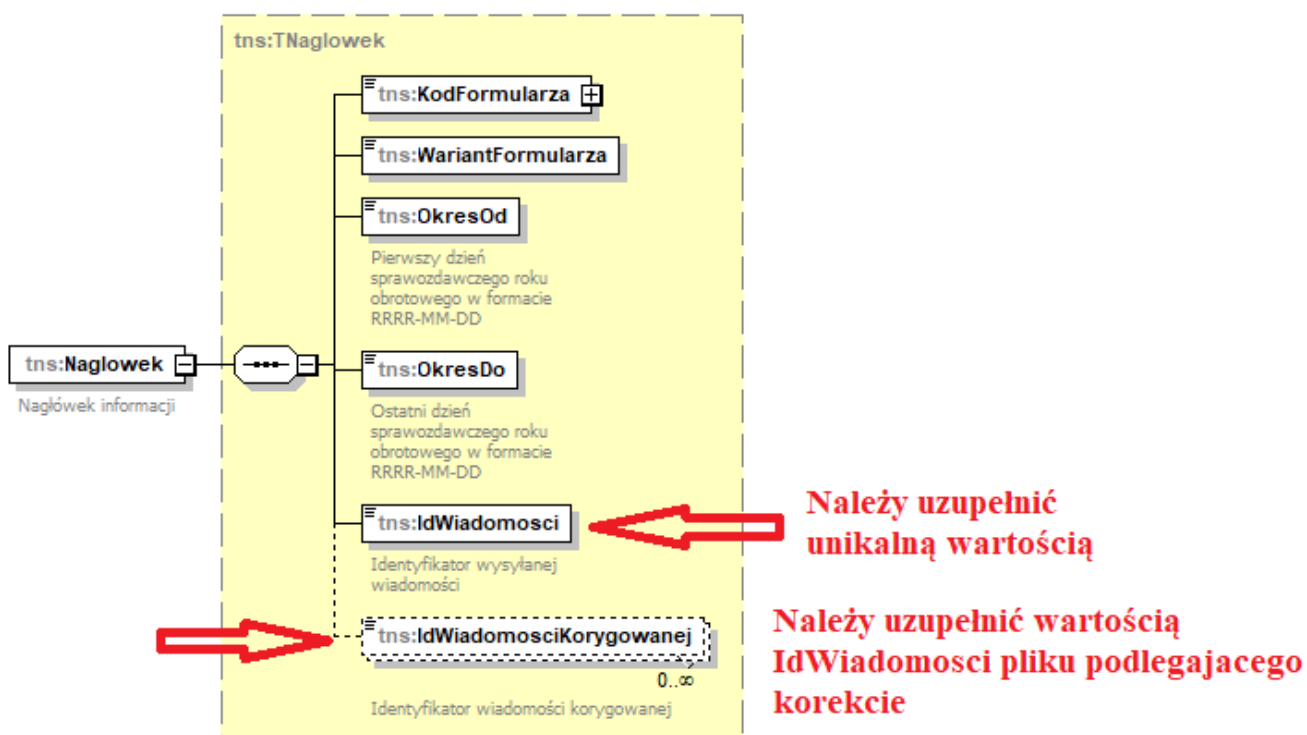 tns:TNaglowek
tns:KodFormularza
tns:WariantFormularza
tns:OkresOd
Pierwszy dzień
sprawozdawczego roku
obrotowego w formacie
RRRR-MM-DD
tns:Naglowek
Nagłówek informacji
tns:OkresDo
Ostatni dzień
sprawozdawczego roku
obrotowego w formacie
RRRR-MM-DD
tns:IdWiadomosci
Identyfikator wysyłanej
wiadomości
Należy uzupełnić
unikalną wartością
tns:IdWiadomosciKorygowanej
0..∞
Identyfikator wiadomości korygowanej
Należy uzupełnić wartością
IdWiadomosci pliku podlegajacego
korekcie